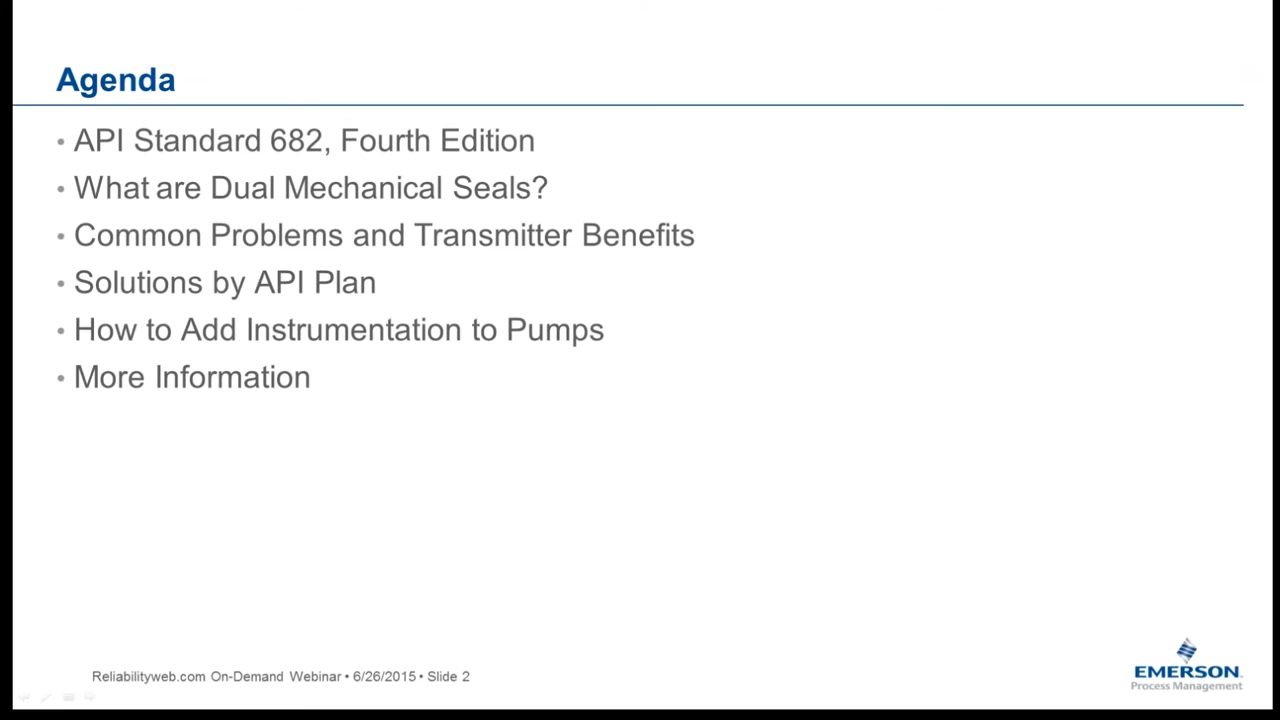 Agenda
• API Standard 682, Fourth Edition
• What are Dual Mechanical Seals?
• Common Problems and Transmitter Benefits
• Solutions by API Plan
• How to Add Instrumentation to Pumps
• More Information
Reliabilityweb.com On-Demand Webinar • 6/26/2015 • Slide 2
EMERSON
Process Management